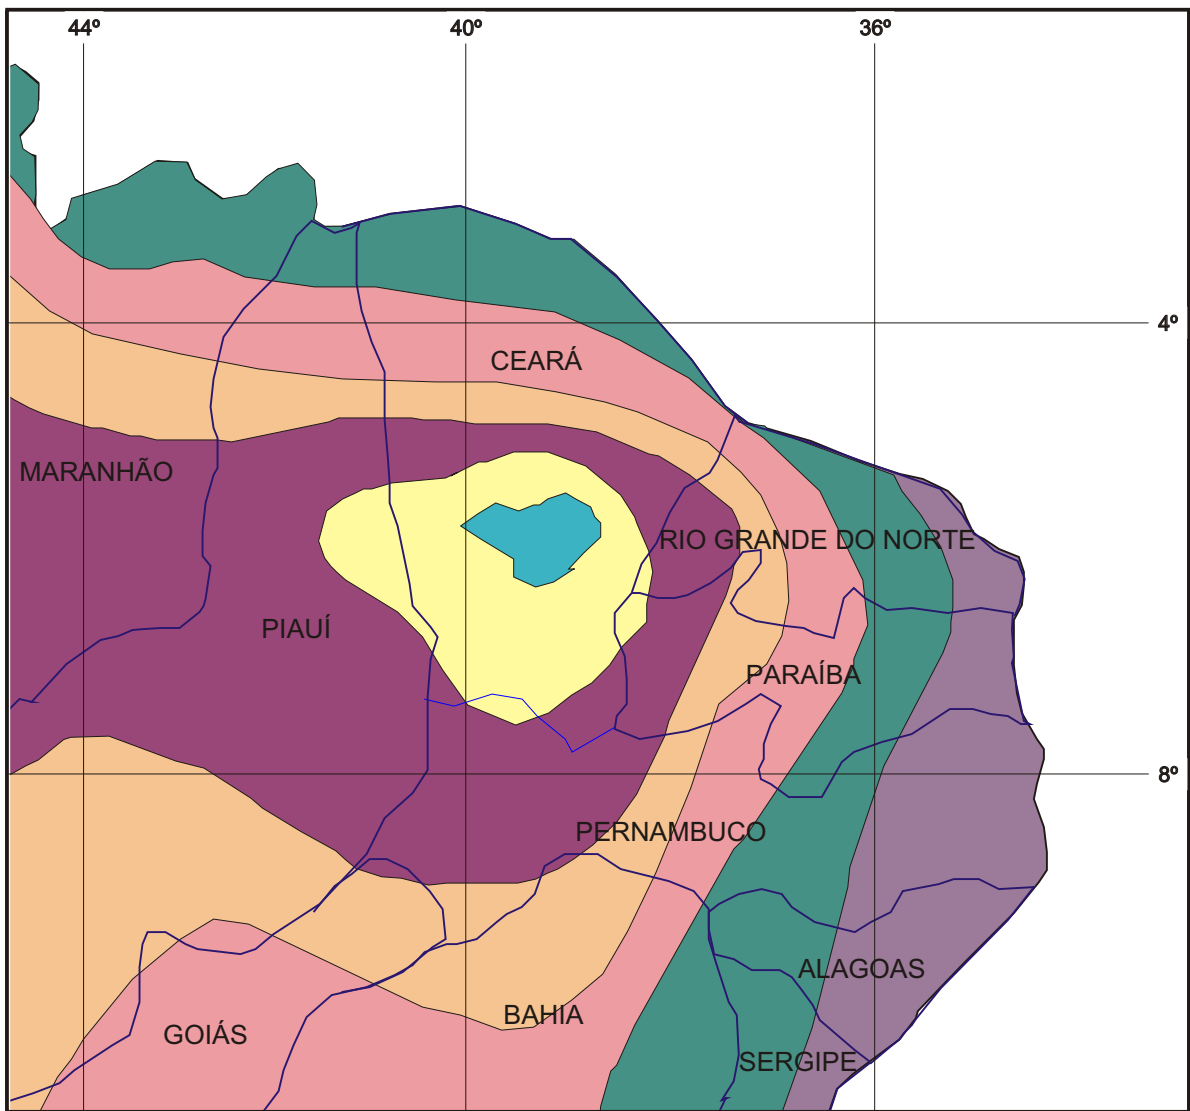 44º
40º
36º
4º
CEARÁ
MARANHÃO
RIO GRANDE DO NORTE
PIAUÍ
PARAÍBA
8º
PERNAMBUCO
ALAGOAS
BAHIA
GOIÁS
SERGIPE